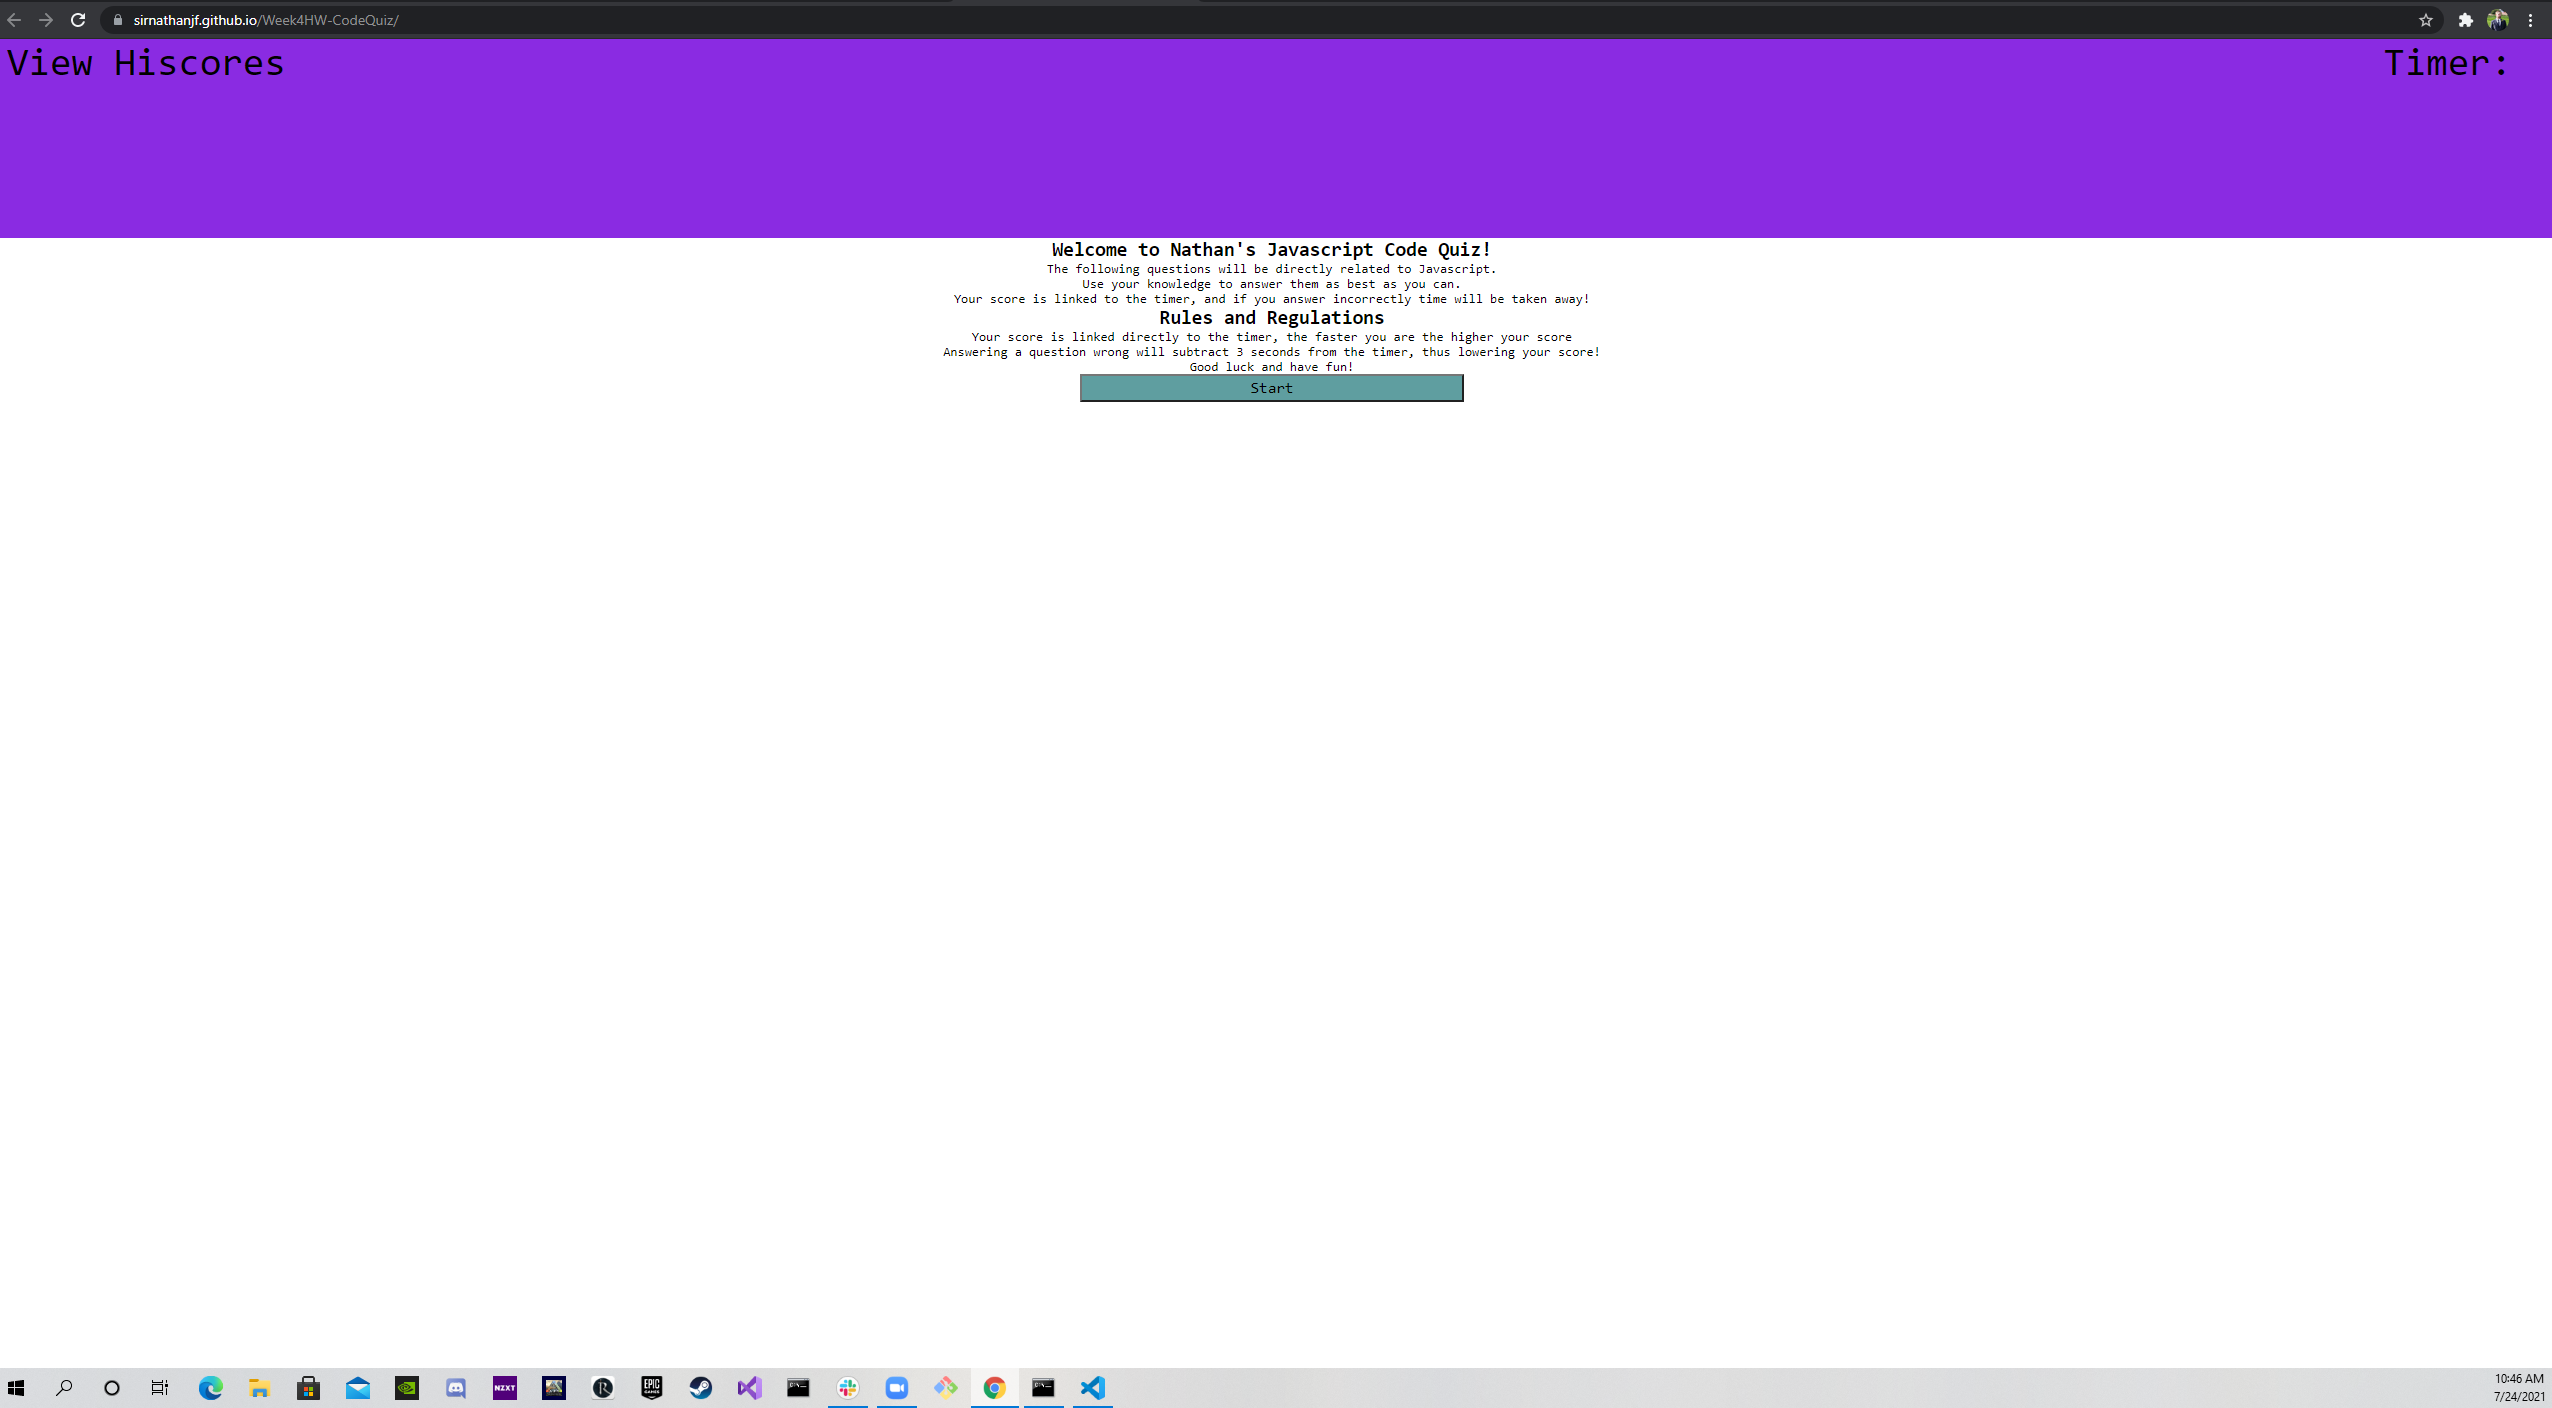 sirnathanjf.github.io/Week4HW-CodeQuiz/
View Hiscores
Timer:
Welcome to Nathan's Javascript Code Quiz!
The following questions will be directly related to Javascript.
Use your knowledge to answer them as best as you can.
Your score is linked to the timer, and if you answer incorrectly time will be taken away!
Rules and Regulations
Your score is linked directly to the timer, the faster you are the higher your score
Answering a question wrong will subtract 3 seconds from the timer, thus lowering your score!
Good luck and have fun!
Start
NZXT
R
EPIC
GAMES
10:46 AM
7/24/2021